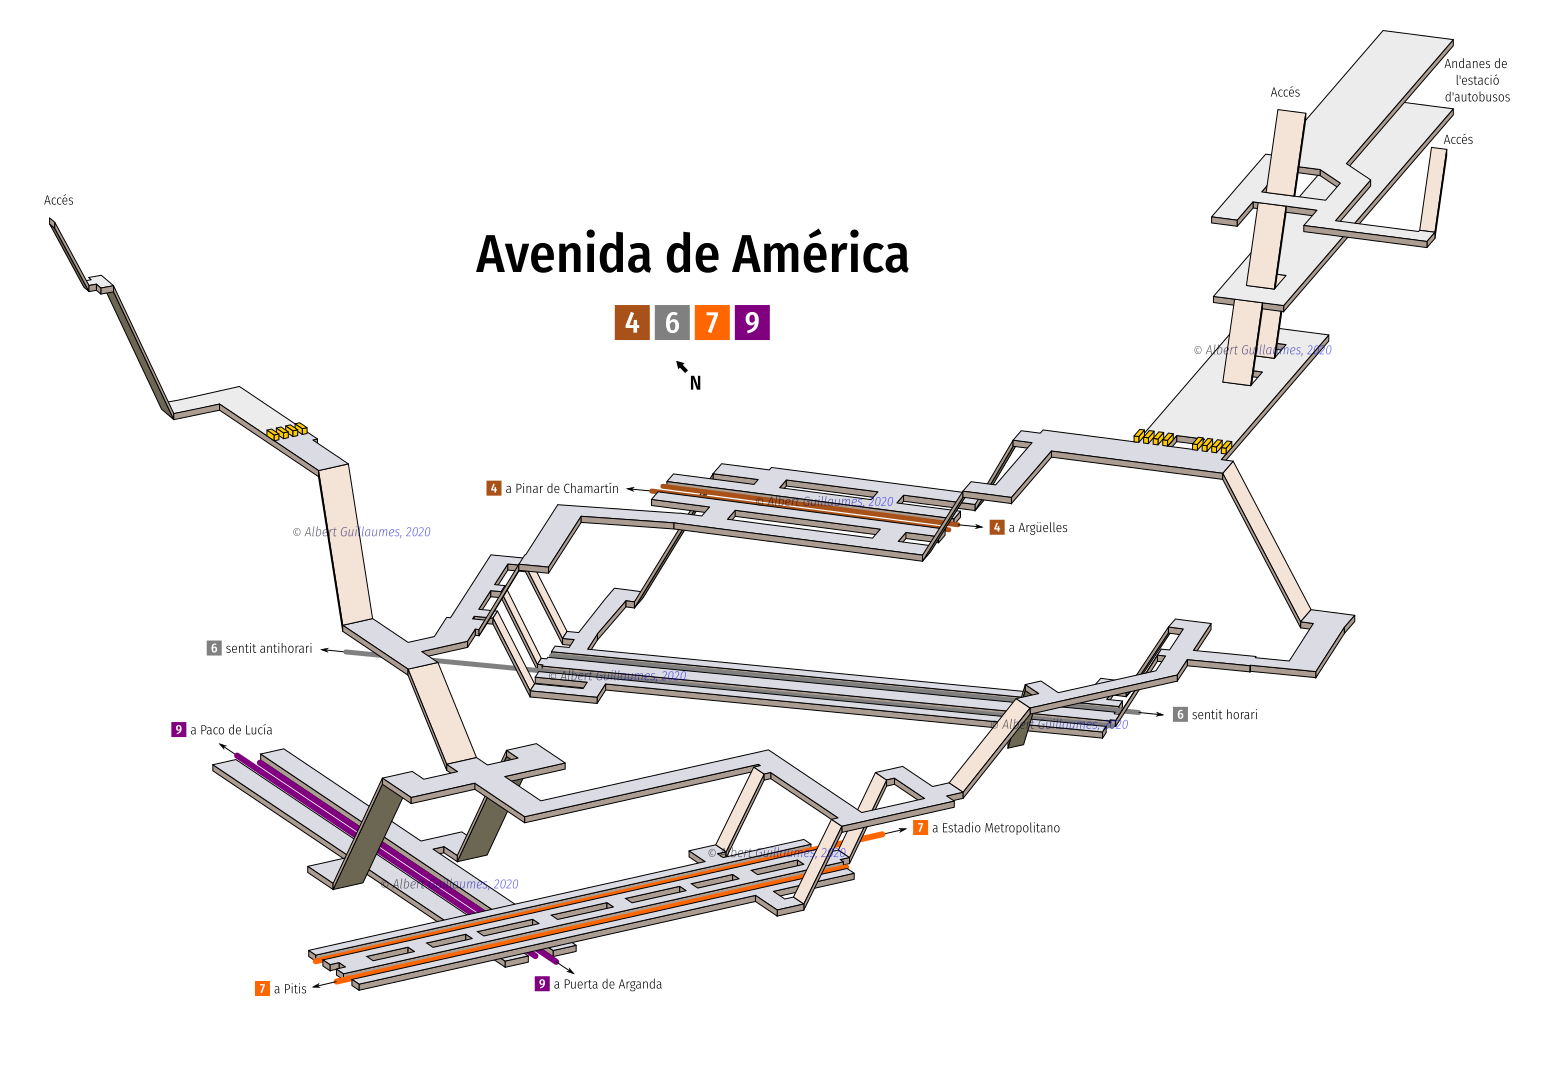 Andanes de
l'estació
d'autobusos
Accés
Accés
Accés
Avenida de América
4 6 7 9
N
© Albert Guillaumes, 2020
4 a Pinar de Chamartín
© Albert Guillaumes, 2020
4 a Argüelles
© Albert Guillaumes, 2020
6 sentit antihorari
© Albert Guillaumes, 2020
6 sentit horari
© Albert Guillaumes, 2020
9 a Paco de Lucía
7 a Estadio Metropolitano
© Albert Guillaumes, 2020
© Albert Guillaumes, 2020
7 a Pitis
9 a Puerta de Arganda